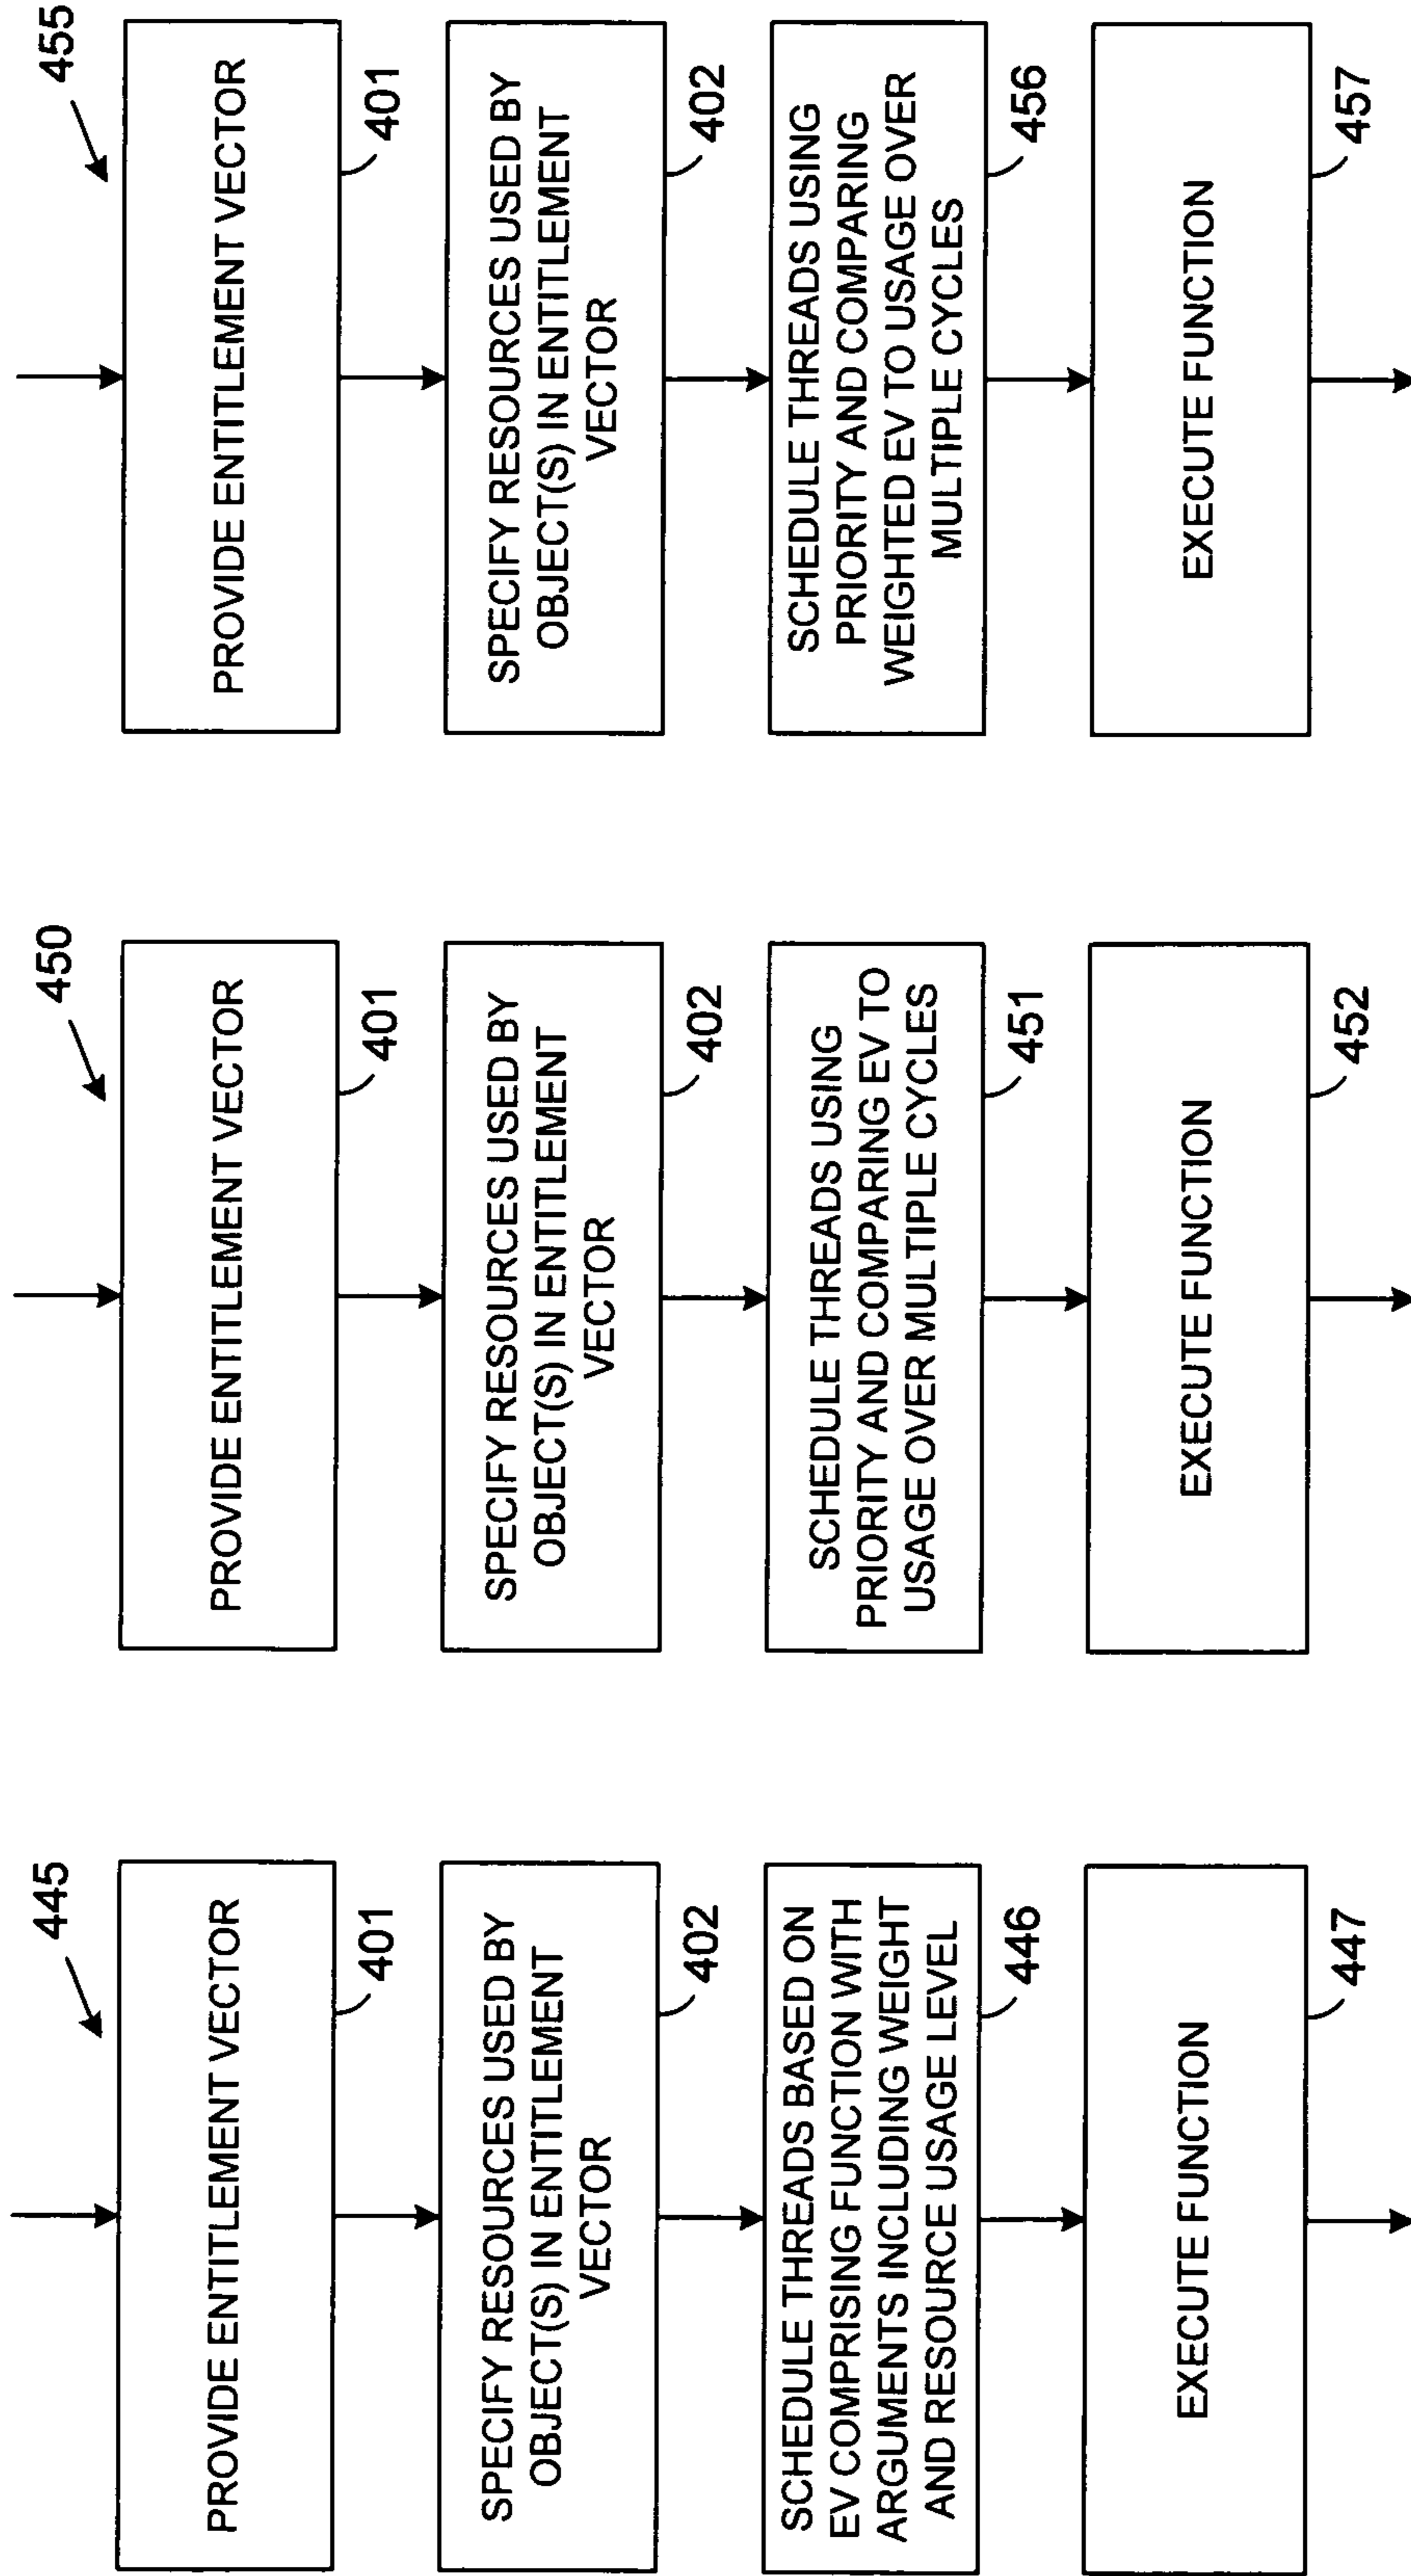 445
PROVIDE ENTITLEMENT VECTOR
401
SPECIFY RESOURCES USED BY
OBJECT(S) IN ENTITLEMENT
VECTOR
402
SCHEDULE THREADS BASED ON
EV COMPRISING FUNCTION WITH
ARGUMENTS INCLUDING WEIGHT
AND RESOURCE USAGE LEVEL
446
EXECUTE FUNCTION
447
450
PROVIDE ENTITLEMENT VECTOR
401
SPECIFY RESOURCES USED BY
OBJECT(S) IN ENTITLEMENT
VECTOR
402
SCHEDULE THREADS USING
PRIORITY AND COMPARING EV TO
USAGE OVER MULTIPLE CYCLES
451
EXECUTE FUNCTION
452
455
PROVIDE ENTITLEMENT VECTOR
401
SPECIFY RESOURCES USED BY
OBJECT(S) IN ENTITLEMENT
VECTOR
402
SCHEDULE THREADS USING
PRIORITY AND COMPARING
WEIGHTED EV TO USAGE OVER
MULTIPLE CYCLES
456
EXECUTE FUNCTION
457